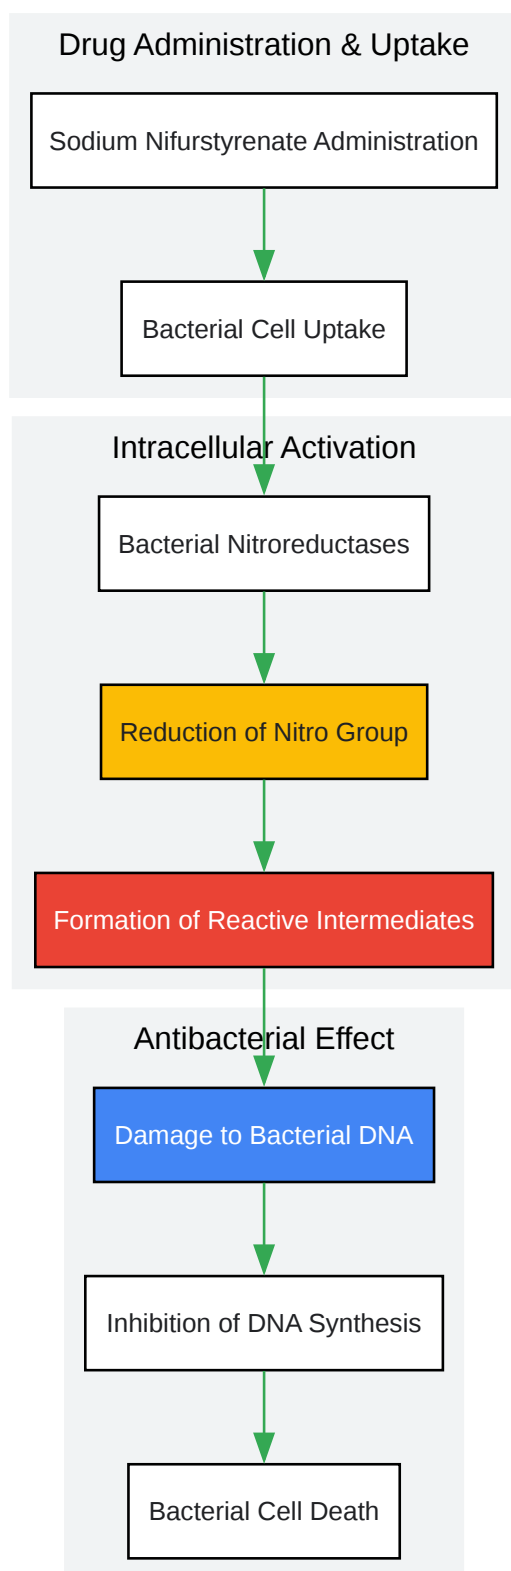 Drug Administration & Uptake
Sodium Nifurstyrenate Administration
Bacterial Cell Uptake
Intracellular Activation
Bacterial Nitroreductases
Reduction of Nitro Group
Formation of Reactive Intermediates
Antibacterial Effect
Damage to Bacterial DNA
Inhibition of DNA Synthesis
Bacterial Cell Death